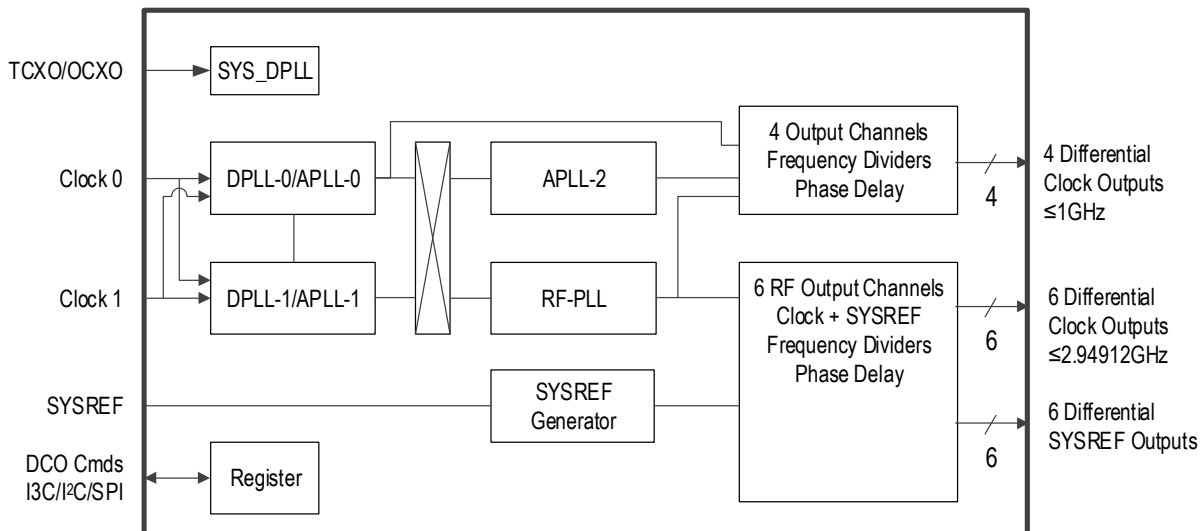 TCXO/OCXO
SYS_DPLL
Clock 0
DPLL-0/APLL-0
APLL-2
4 Output Channels
Frequency Dividers
Phase Delay
4
4 Differential
Clock Outputs
≤1GHz
Clock 1
DPLL-1/APLL-1
RF-PLL
6 RF Output Channels
Clock + SYSREF
Frequency Dividers
Phase Delay
6
6 Differential
Clock Outputs
≤2.94912GHz
SYSREF
SYSREF
Generator
6
6 Differential
SYSREF Outputs
DCO Cmds
I3C/I²C/SPI
Register